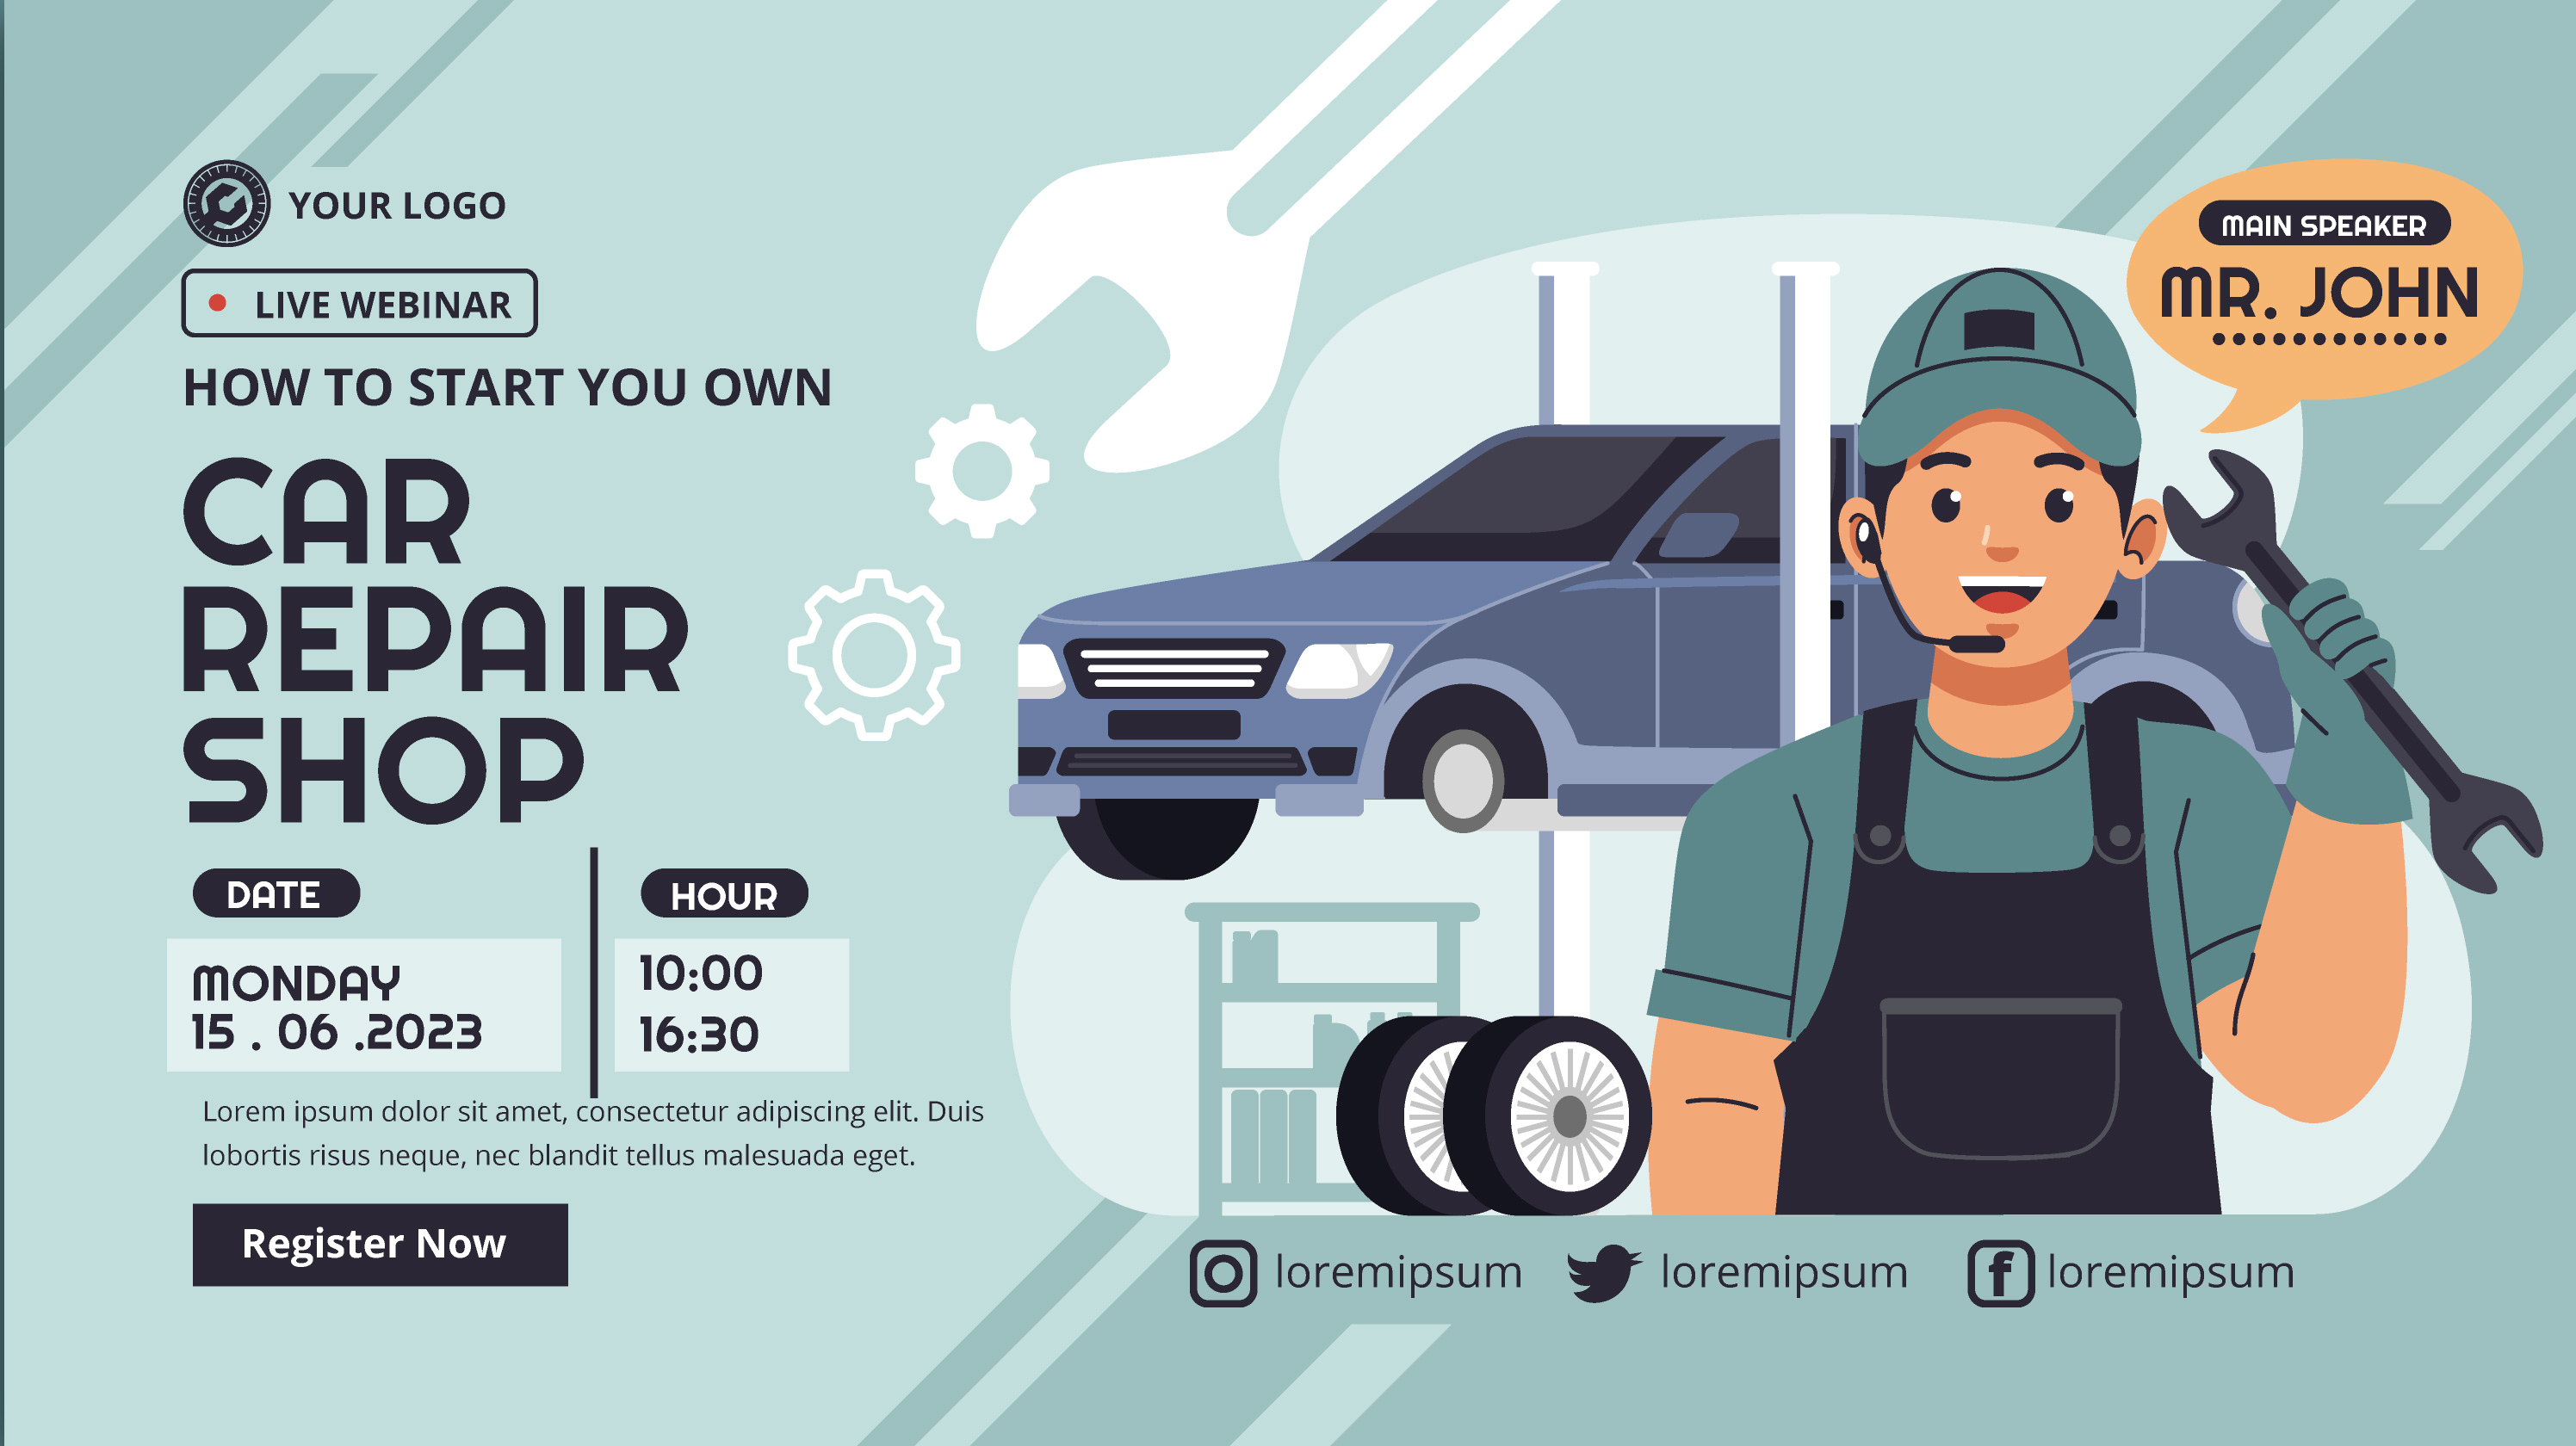 YOUR LOGO
LIVE WEBINAR
HOW TO START YOU OWN
CAR
REPAIR
SHOP
DATE
MONDAY
15 . 06 .2023
HOUR
10:00
16:30
Lorem ipsum dolor sit amet, consectetur adipiscing elit. Duis
lobortis risus neque, nec blandit tellus malesuada eget.
Register Now
MAIN SPEAKER
MR. JOHN
loremipsum
loremipsum
loremipsum